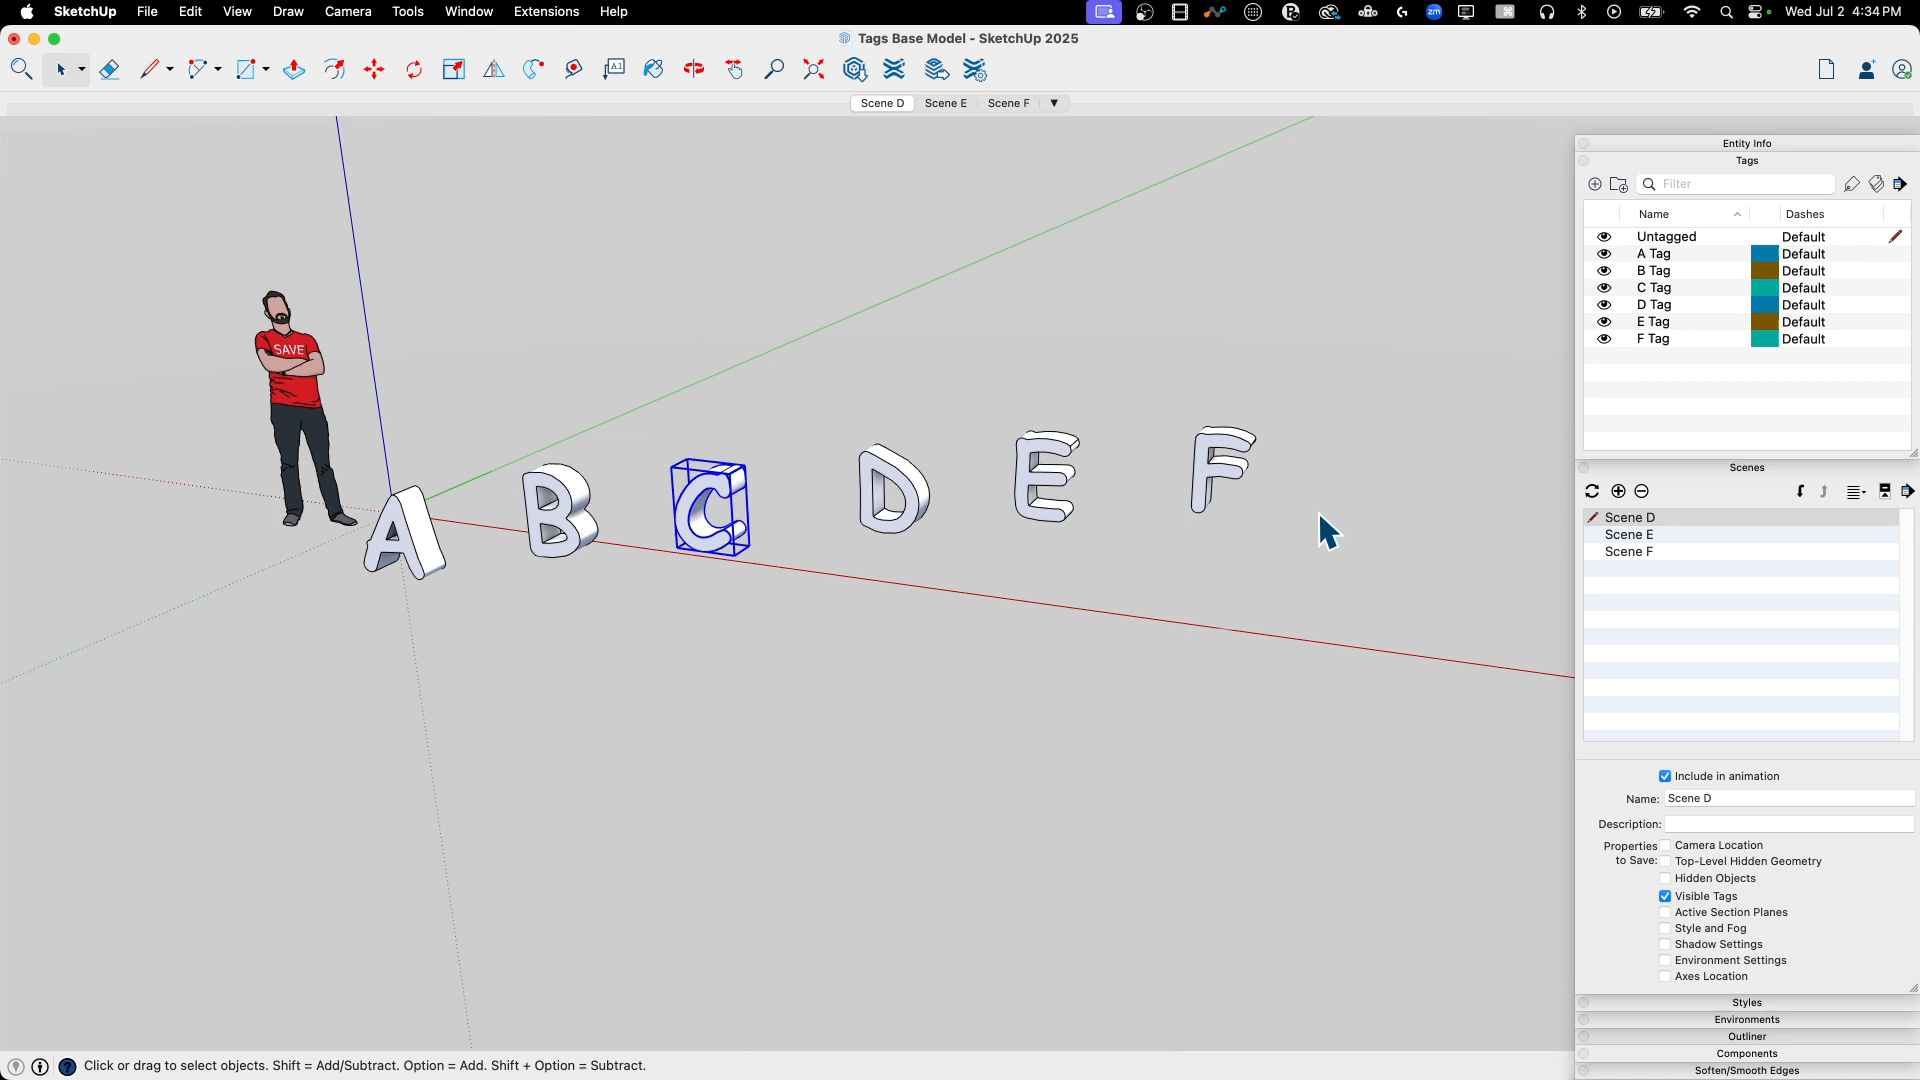 SketchUp File Edit View Draw Camera Tools Window Extensions Help
zm
Wed Jul 2 4:34 PM
Tags Base Model - SketchUp 2025
A1
Scene D Scene E Scene F
Entity Info
Tags
Filter
Name Dashes
Untagged Default
A Tag Default
B Tag Default
C Tag Default
D Tag Default
E Tag Default
F Tag Default
SAVE
A B C D E F
Scenes
Scene D
Scene E
Scene F
Include in animation
Name: Scene D
Description:
Properties to Save:
Camera Location
Top-Level Hidden Geometry
Hidden Objects
Visible Tags
Active Section Planes
Style and Fog
Shadow Settings
Environment Settings
Axes Location
Styles
Environments
Outliner
Components
Soften/Smooth Edges
Click or drag to select objects. Shift = Add/Subtract. Option = Add. Shift + Option = Subtract.